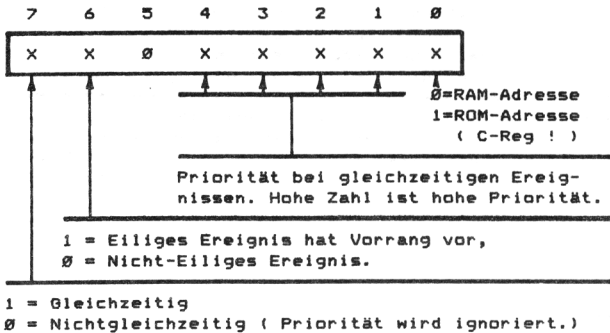 7 6 5 4 3 2 1 Ø
X X Ø X X X X X
Ø=RAM-Adresse
1=ROM-Adresse
( C-Reg ! )
Priorität bei gleichzeitigen Ereig-
nissen. Hohe Zahl ist hohe Priorität.
1 = Eiliges Ereignis hat Vorrang vor,
Ø = Nicht-Eiliges Ereignis.
1 = Gleichzeitig
Ø = Nichtgleichzeitig ( Priorität wird ignoriert.)